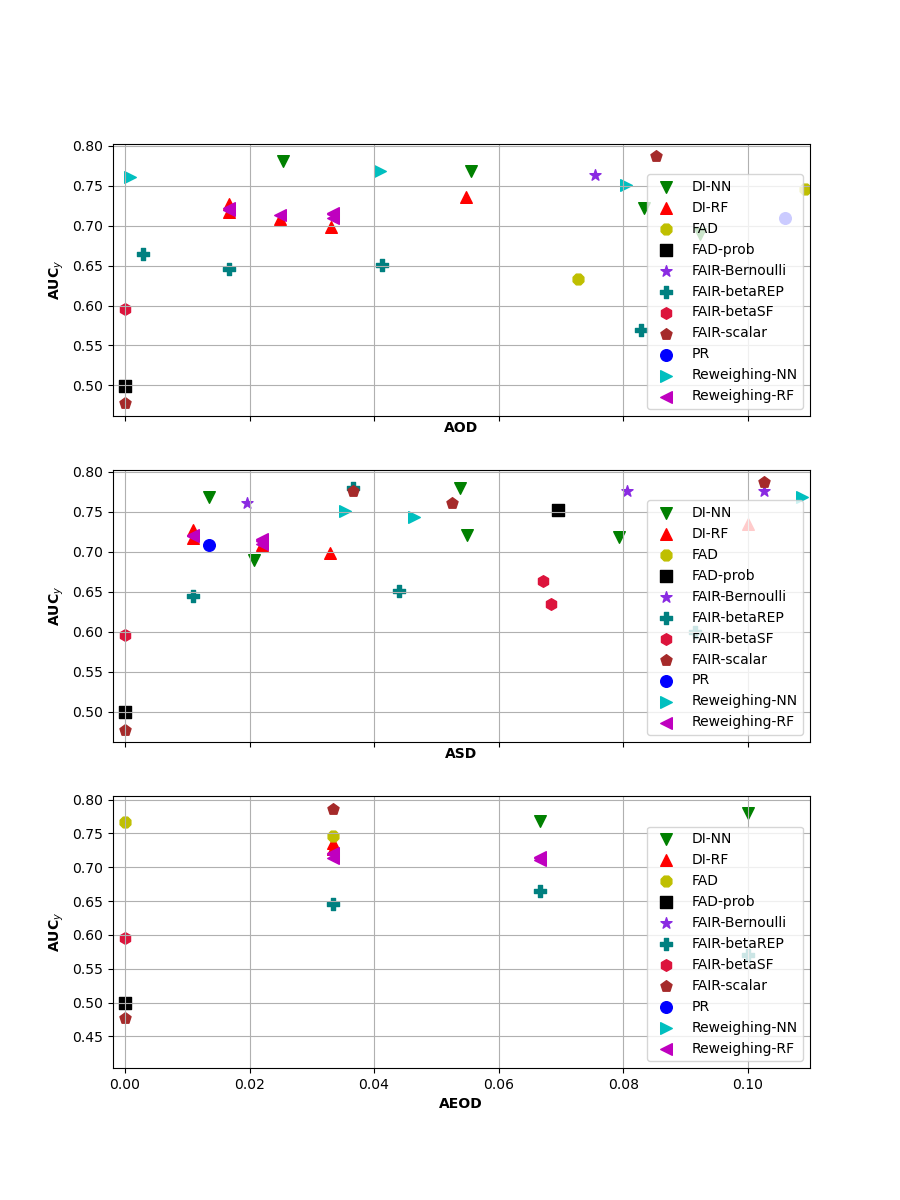 0.80
0.75
0.70
0.65
0.60
0.55
0.50
AUCy
DI-NN
DI-RF
FAD
FAD-prob
FAIR-Bernoulli
FAIR-betaREP
FAIR-betaSF
FAIR-scalar
PR
Reweighing-NN
Reweighing-RF
AOD
0.80
0.75
0.70
0.65
0.60
0.55
0.50
AUCy
DI-NN
DI-RF
FAD
FAD-prob
FAIR-Bernoulli
FAIR-betaREP
FAIR-betaSF
FAIR-scalar
PR
Reweighing-NN
Reweighing-RF
ASD
0.80
0.75
0.70
0.65
0.60
0.55
0.50
0.45
AUCy
DI-NN
DI-RF
FAD
FAD-prob
FAIR-Bernoulli
FAIR-betaREP
FAIR-betaSF
FAIR-scalar
PR
Reweighing-NN
Reweighing-RF
0.00 0.02 0.04 0.06 0.08 0.10
AEOD